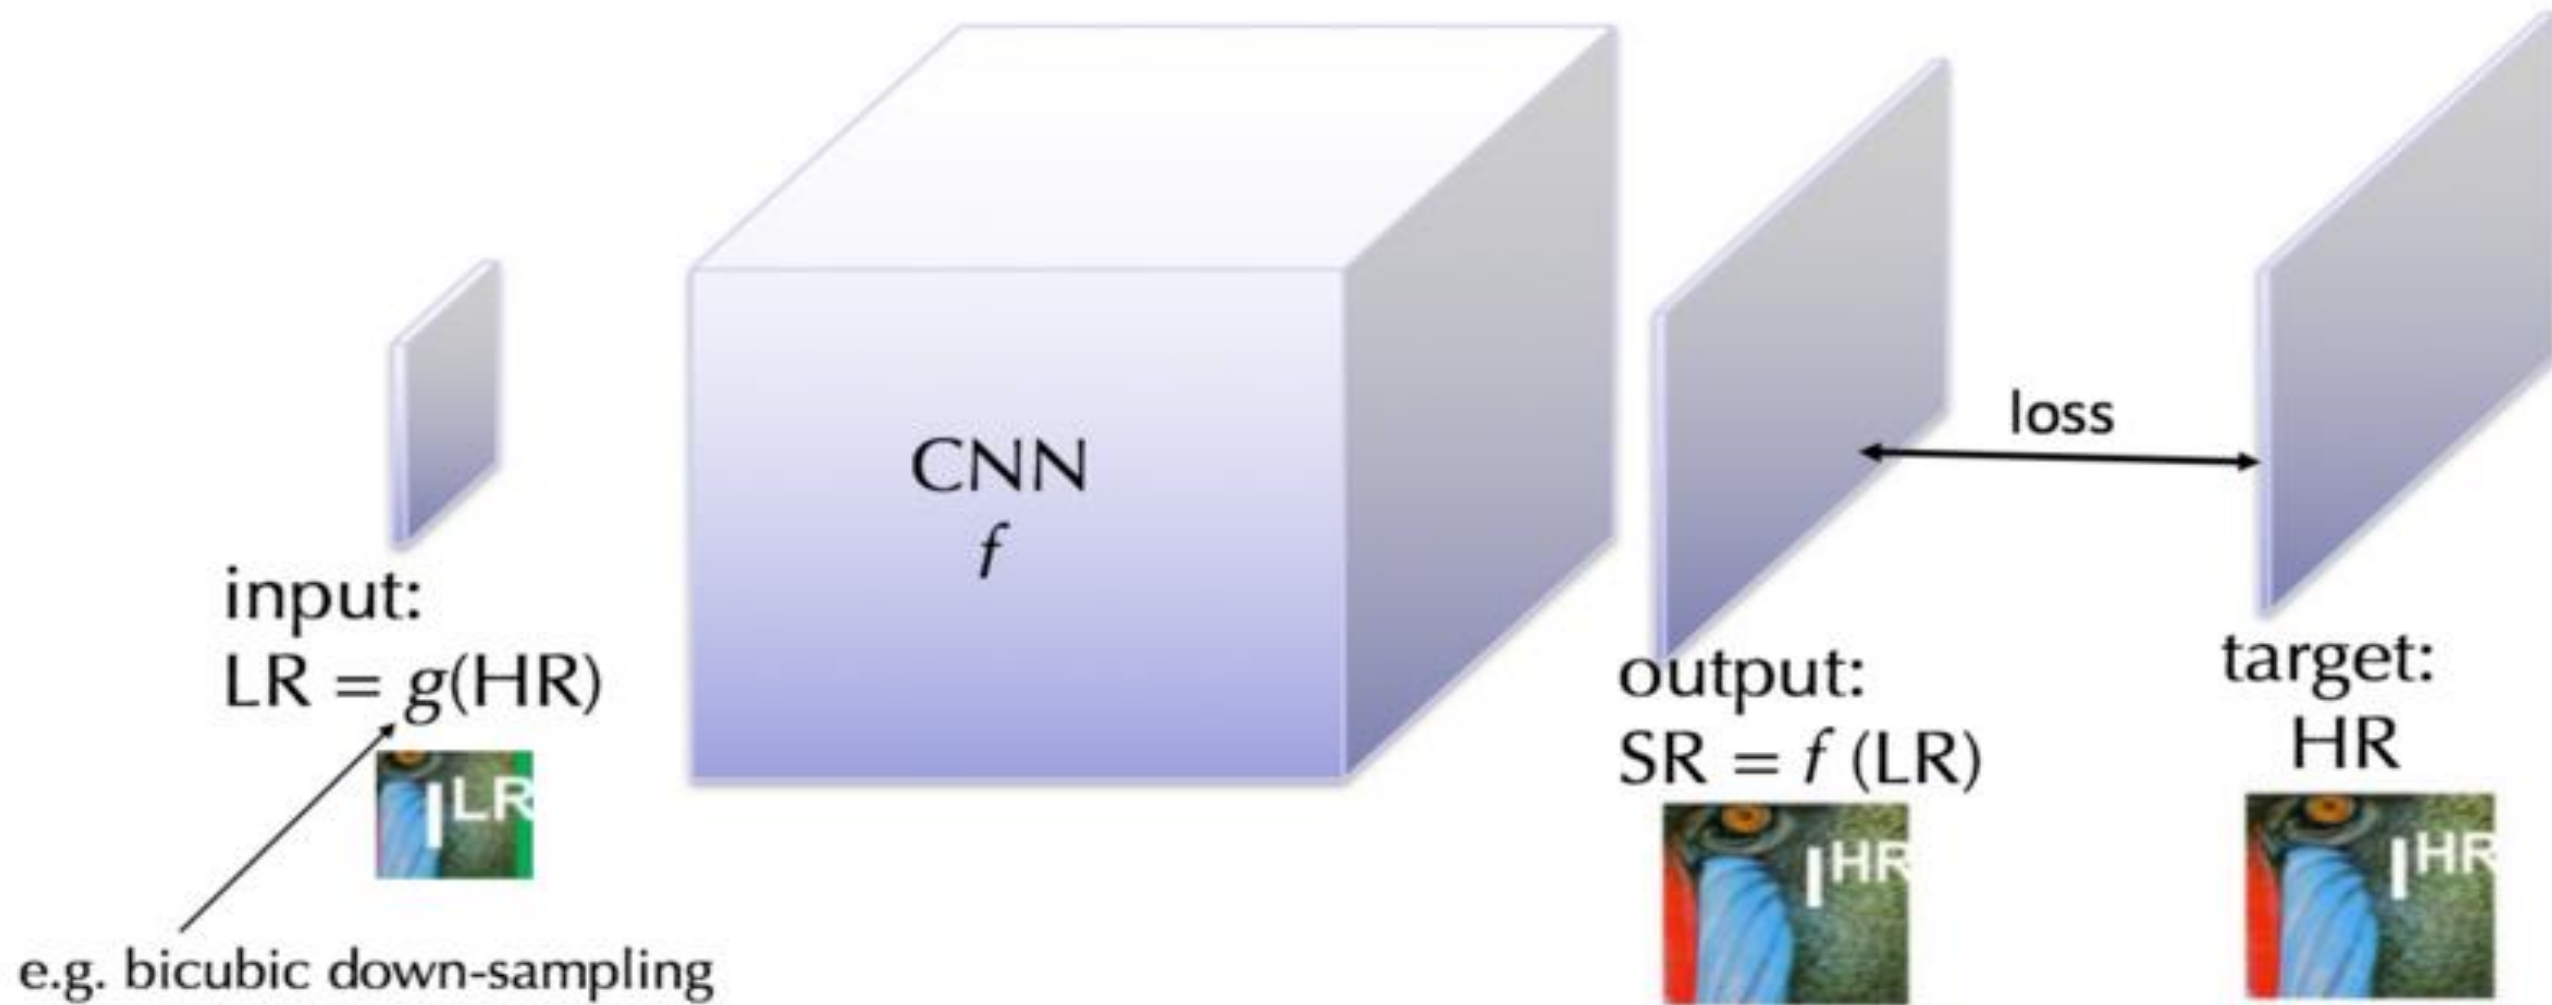 CNN
f
loss
input:
LR = g(HR)
output:
SR = f (LR)
target:
HR
I LR
I HR
I HR
e.g. bicubic down-sampling